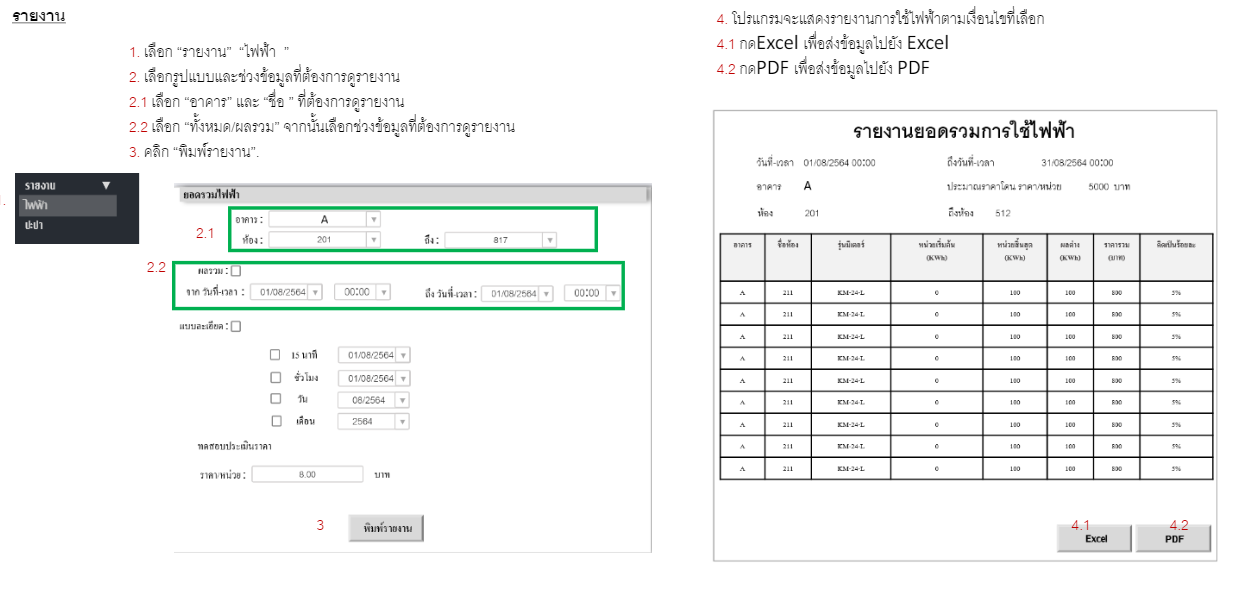 รายงาน
1. เลือก “รายงาน” “ไฟฟ้า ”
2. เลือกรูปแบบและช่วงข้อมูลที่ต้องการดูรายงาน
2.1 เลือก “อาคาร” และ “ชื่อ ” ที่ต้องการดูรายงาน
2.2 เลือก “ทั้งหมด/ผลรวม” จากนั้นเลือกช่วงข้อมูลที่ต้องการดูรายงาน
3. คลิก “พิมพ์รายงาน”.
รายงาน ▼
ไฟฟ้า
ประปา
ยอดรวมไฟฟ้า
2.1
อาคาร : A
ห้อง : 201 ถึง : 817
2.2
ผลรวม :
จาก วันที่-เวลา : 01/08/2564 00:00 ถึง วันที่-เวลา : 01/08/2564 00:00
แบบละเอียด :
15 นาที 01/08/2564
ชั่วโมง 01/08/2564
วัน 08/2564
เดือน 2564
ทดสอบประเมินราคา
ราคา/หน่วย : 8.00 บาท
3 พิมพ์รายงาน
4. โปรแกรมจะแสดงรายงานการใช้ไฟฟ้าตามเงื่อนไขที่เลือก
4.1 กดExcel เพื่อส่งข้อมูลไปยัง Excel
4.2 กดPDF เพื่อส่งข้อมูลไปยัง PDF
รายงานยอดรวมการใช้ไฟฟ้า
วันที่-เวลา 01/08/2564 00:00 ถึงวันที่-เวลา 31/08/2564 00:00
อาคาร A ประมาณราคาโดน ราคา/หน่วย 5000 บาท
ห้อง 201 ถึงห้อง 512
อาคาร ชื่อห้อง รุ่นมิเตอร์ หน่วยเริ่มต้น (KWh) หน่วยสิ้นสุด (KWh) ผลต่าง (KWh) ราคารวม (บาท) คิดเป็นร้อยละ
A 211 KM-24-L 0 100 100 800 5%
A 211 KM-24-L 0 100 100 800 5%
A 211 KM-24-L 0 100 100 800 5%
A 211 KM-24-L 0 100 100 800 5%
A 211 KM-24-L 0 100 100 800 5%
A 211 KM-24-L 0 100 100 800 5%
A 211 KM-24-L 0 100 100 800 5%
A 211 KM-24-L 0 100 100 800 5%
A 211 KM-24-L 0 100 100 800 5%
4.1 4.2
Excel PDF